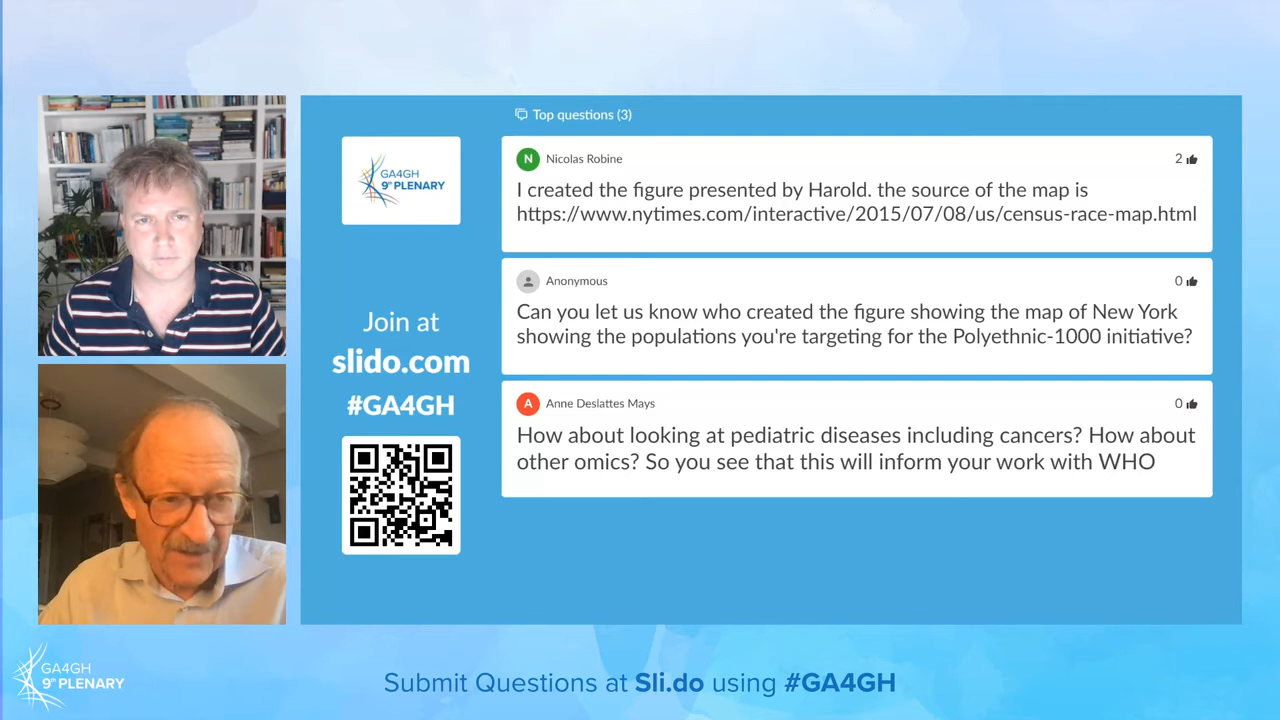 Top questions (3)
GA4GH
9th PLENARY
Join at
slido.com
#GA4GH
N
Nicolas Robine
2
I created the figure presented by Harold. the source of the map is
https://www.nytimes.com/interactive/2015/07/08/us/census-race-map.html
Anonymous
0
Can you let us know who created the figure showing the map of New York
showing the populations you're targeting for the Polyethnic-1000 initiative?
A
Anne Deslattes Mays
0
How about looking at pediatric diseases including cancers? How about
other omics? So you see that this will inform your work with WHO
GA4GH
9th PLENARY
Submit Questions at Sli.do using #GA4GH